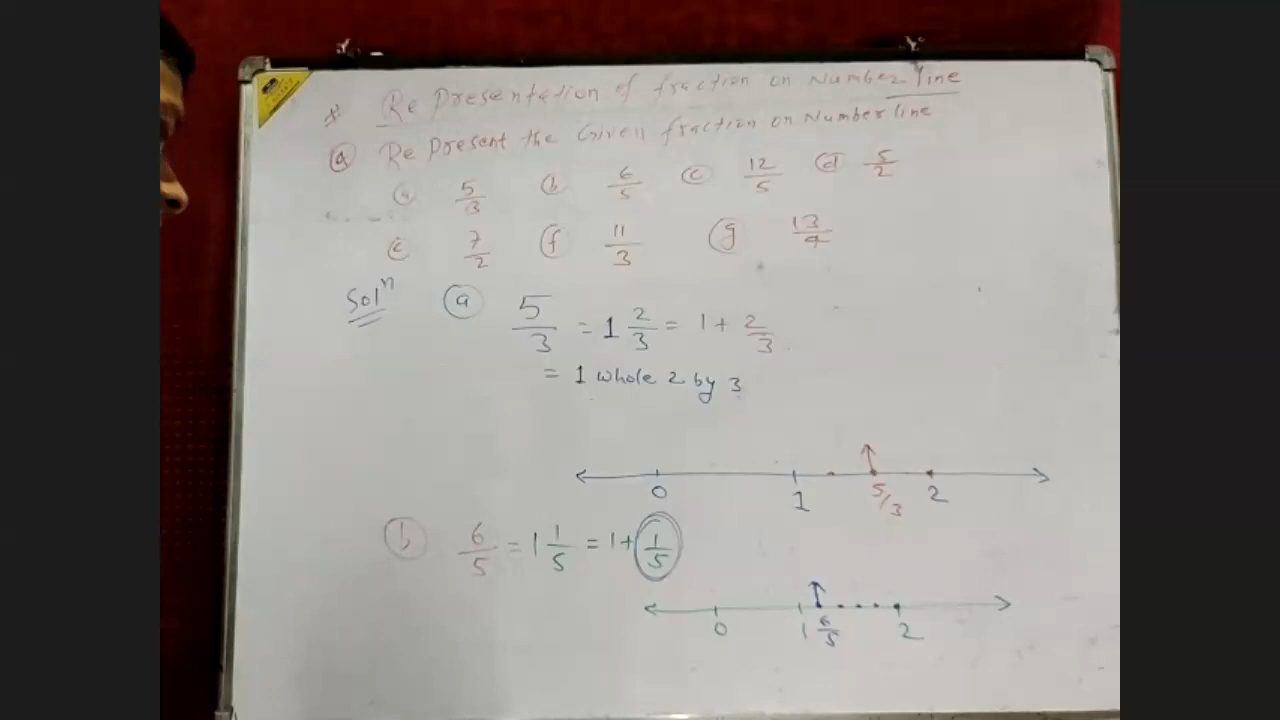 * Representation of fraction on Number line
Q Represent the Given fraction on Number line
a 5/3 b 6/5 c 12/5 d 5/2
e 7/2 f 11/3 g 13/4
Solⁿ a 5/3 = 1 2/3 = 1 + 2/3
= 1 whole 2 by 3
0 1 5/3 2
b 6/5 = 1 1/5 = 1 + 1/5
0 1 6/5 2